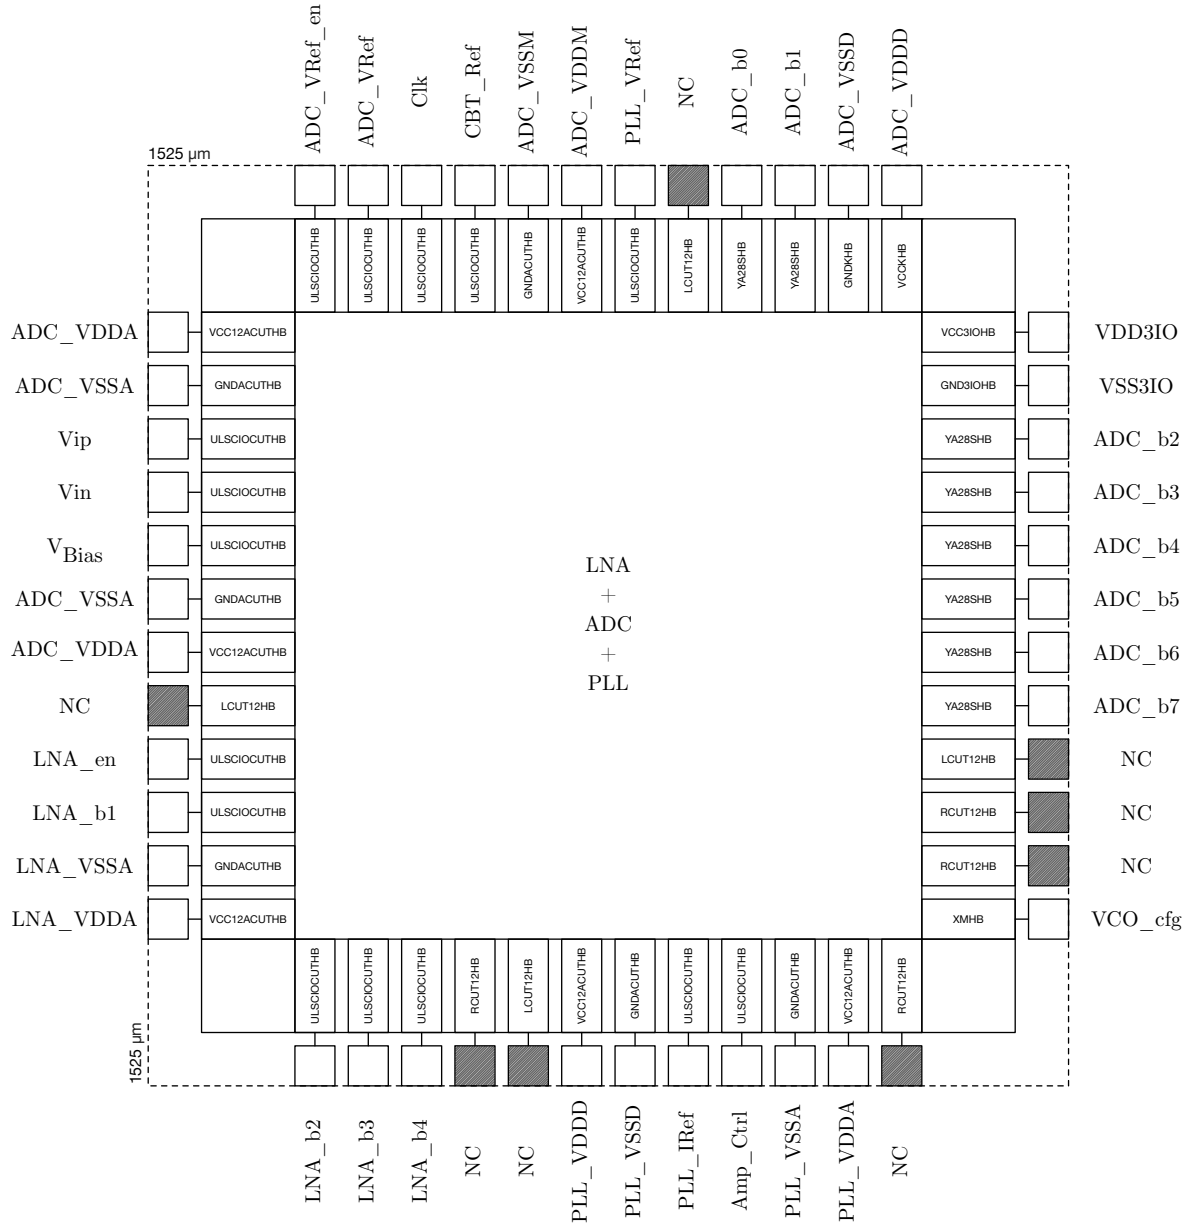 ADC_VRef_en
ADC_VRef
Clk
CBT_Ref
ADC_VSSM
ADC_VDDM
PLL_VRef
NC
ADC_b0
ADC_b1
ADC_VSSD
ADC_VDDD
1525 μm
ULSCIOCUTHB
ULSCIOCUTHB
ULSCIOCUTHB
ULSCIOCUTHB
GNDACUTHB
VCC12ACUTHB
ULSCIOCUTHB
LCUT12HB
YA28SHB
YA28SHB
GNDKHB
VCCKHB
ADC_VDDA VCC12ACUTHB
ADC_VSSA GNDACUTHB
Vip ULSCIOCUTHB
Vin ULSCIOCUTHB
VBias ULSCIOCUTHB
ADC_VSSA GNDACUTHB
ADC_VDDA VCC12ACUTHB
NC LCUT12HB
LNA_en ULSCIOCUTHB
LNA_b1 ULSCIOCUTHB
LNA_VSSA GNDACUTHB
LNA_VDDA VCC12ACUTHB
LNA
+
ADC
+
PLL
VCC3IOHB VDD3IO
GND3IOHB VSS3IO
YA28SHB ADC_b2
YA28SHB ADC_b3
YA28SHB ADC_b4
YA28SHB ADC_b5
YA28SHB ADC_b6
YA28SHB ADC_b7
LCUT12HB NC
RCUT12HB NC
RCUT12HB NC
XMHB VCO_cfg
ULSCIOCUTHB
ULSCIOCUTHB
ULSCIOCUTHB
RCUT12HB
LCUT12HB
VCC12ACUTHB
GNDACUTHB
ULSCIOCUTHB
ULSCIOCUTHB
GNDACUTHB
VCC12ACUTHB
RCUT12HB
1525 μm
LNA_b2
LNA_b3
LNA_b4
NC
NC
PLL_VDDD
PLL_VSSD
PLL_IRef
Amp_Ctrl
PLL_VSSA
PLL_VDDA
NC